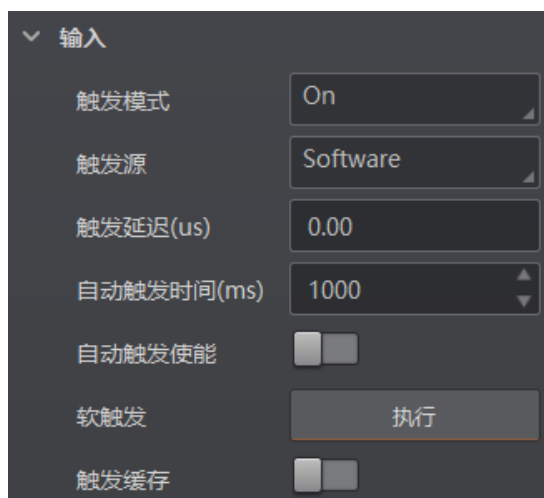 输入
触发模式 On
触发源 Software
触发延迟(us) 0.00
自动触发时间(ms) 1000
自动触发使能
软触发 执行
触发缓存